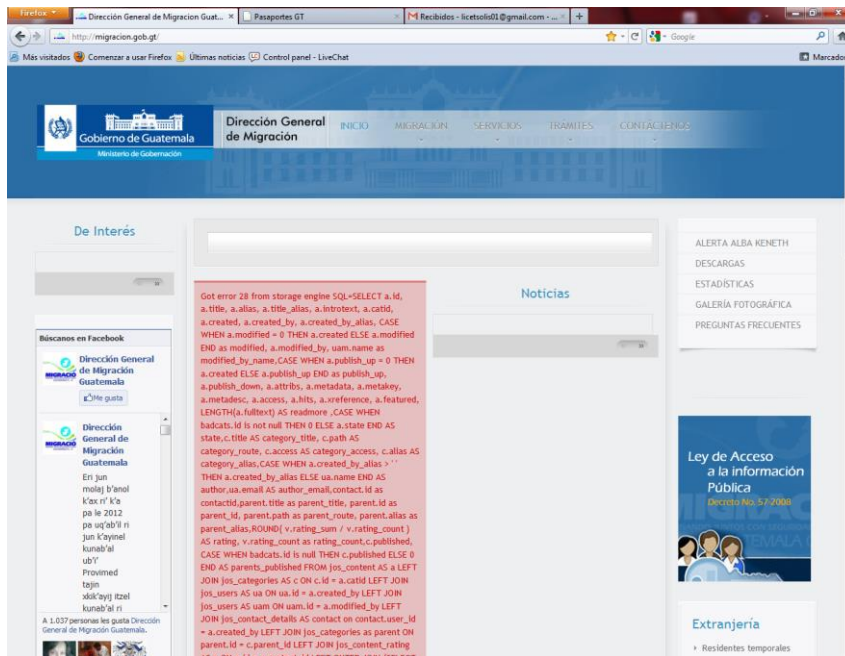 Firefox
Dirección General de Migracion Guat...
Pasaportes GT
Recibidos - licetsolis01@gmail.com - ...
http://migracion.gob.gt/
Google
Más visitados
Comenzar a usar Firefox
Últimas noticias
Control panel - LiveChat
Marcado
Gobierno de Guatemala
Ministerio de Gobernación
Dirección General
de Migración
INICIO
MIGRACION
SERVICIOS
TRAMITES
CONTACTENOS
De Interés
Búscanos en Facebook
Dirección General
de Migración
Guatemala
Me gusta
Dirección
General de
Migración
Guatemala
En jun
molaj b'anol
k'ax ri' k'a
pa le 2012
pa uq'ab'il ri
jun k'ayinel
kunab'al
ub'i'
Provimed
tajin
xkik'ayij itzel
kunab'al ri
A 1.037 personas les gusta Dirección
General de Migración Guatemala.
Got error 28 from storage engine SQL=SELECT a.id,
a.title, a.alias, a.title_alias, a.introtext, a.catid,
a.created, a.created_by, a.created_by_alias, CASE
WHEN a.modified = 0 THEN a.created ELSE a.modified
END as modified, a.modified_by, uam.name as
modified_by_name,CASE WHEN a.publish_up = 0 THEN
a.created ELSE a.publish_up END as publish_up,
a.publish_down, a.attribs, a.metadata, a.metakey,
a.metadesc, a.access, a.hits, a.xreference, a.featured,
LENGTH(a.fulltext) AS readmore ,CASE WHEN
badcats.id is not null THEN 0 ELSE a.state END AS
state,c.title AS category_title, c.path AS
category_route, c.access AS category_access, c.alias AS
category_alias,CASE WHEN a.created_by_alias > ' '
THEN a.created_by_alias ELSE ua.name END AS
author,ua.email AS author_email,contact.id as
contactid,parent.title as parent_title, parent.id as
parent_id, parent.path as parent_route, parent.alias as
parent_alias,ROUND( v.rating_sum / v.rating_count )
AS rating, v.rating_count as rating_count,c.published,
CASE WHEN badcats.id is null THEN c.published ELSE 0
END AS parents_published FROM jos_content AS a LEFT
JOIN jos_categories AS c ON c.id = a.catid LEFT JOIN
jos_users AS ua ON ua.id = a.created_by LEFT JOIN
jos_users AS uam ON uam.id = a.modified_by LEFT
JOIN jos_contact_details AS contact on contact.user_id
= a.created_by LEFT JOIN jos_categories as parent ON
parent.id = c.parent_id LEFT JOIN jos_content_rating
Noticias
ALERTA ALBA KENETH
DESCARGAS
ESTADÍSTICAS
GALERÍA FOTOGRÁFICA
PREGUNTAS FRECUENTES
Ley de Acceso
a la información
Pública
Decreto No. 57-2008
Extranjería
Residentes temporales